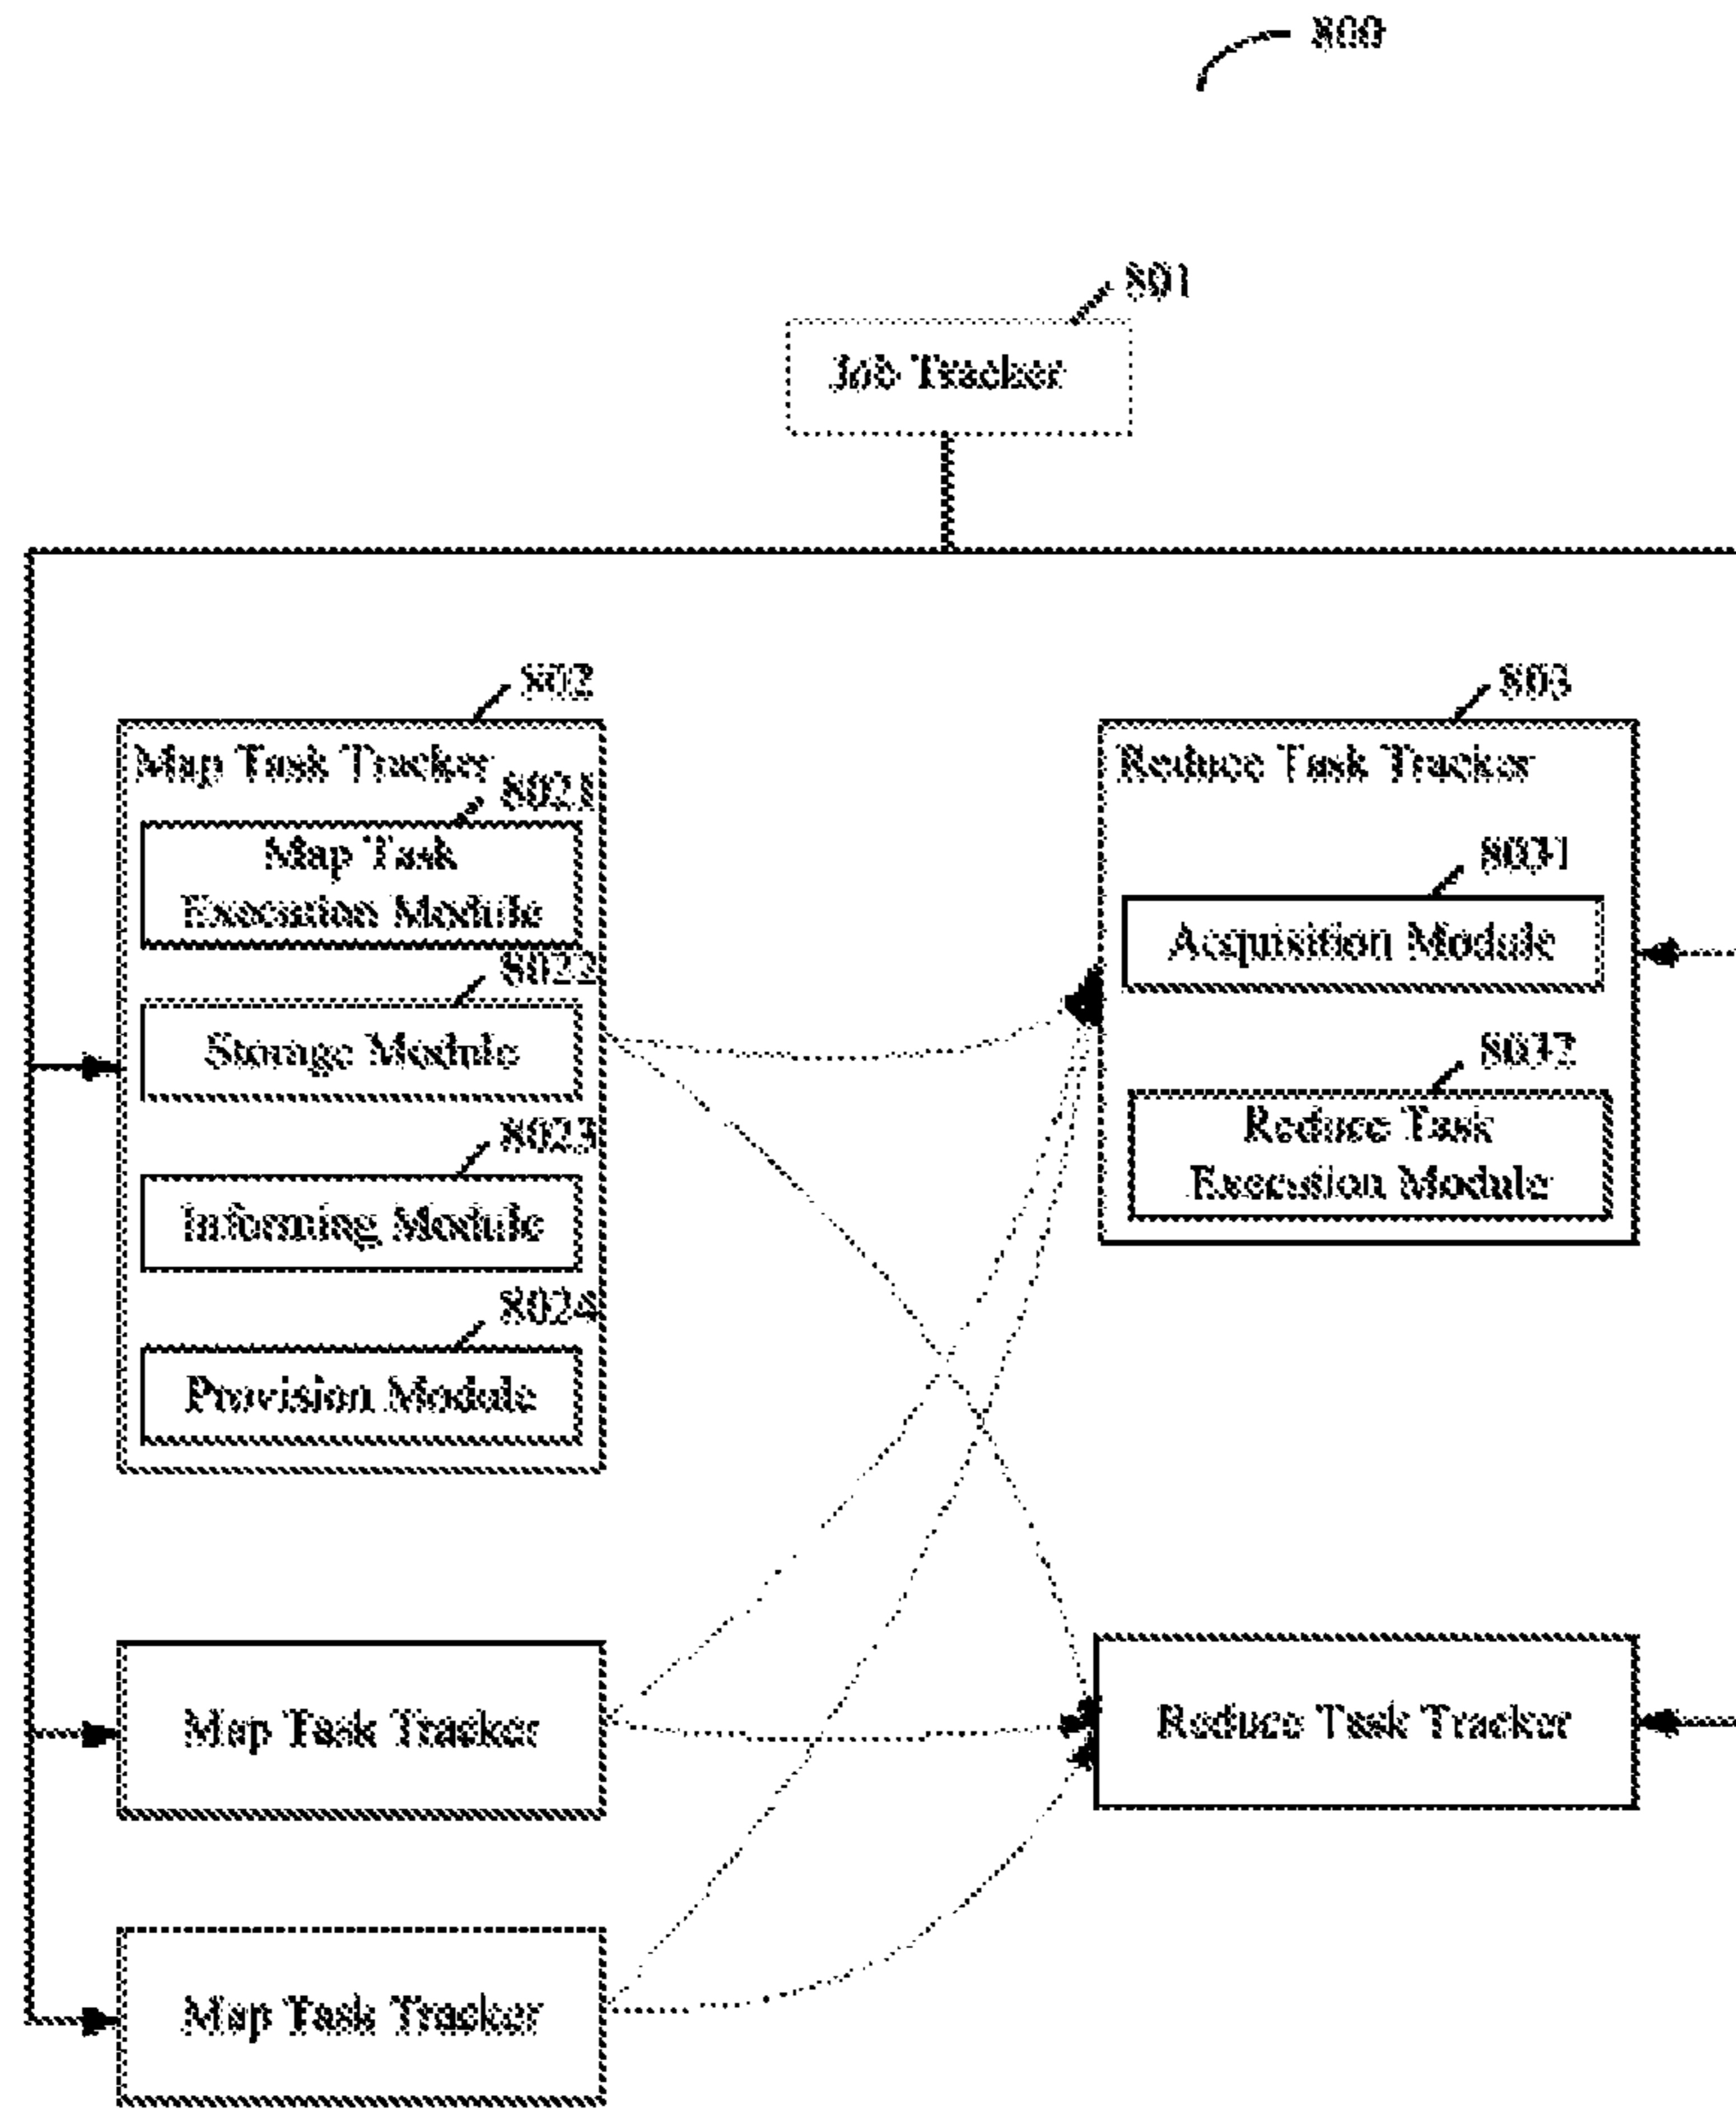 800
801
Job Tracker
802
Map Task Tracker
8021
Map Task
Execution Module
8022
Storage Module
8023
Informing Module
8024
Provision Module
803
Reduce Task Tracker
8031
Acquisition Module
8032
Reduce Task
Execution Module
Map Task Tracker
Reduce Task Tracker
Map Task Tracker